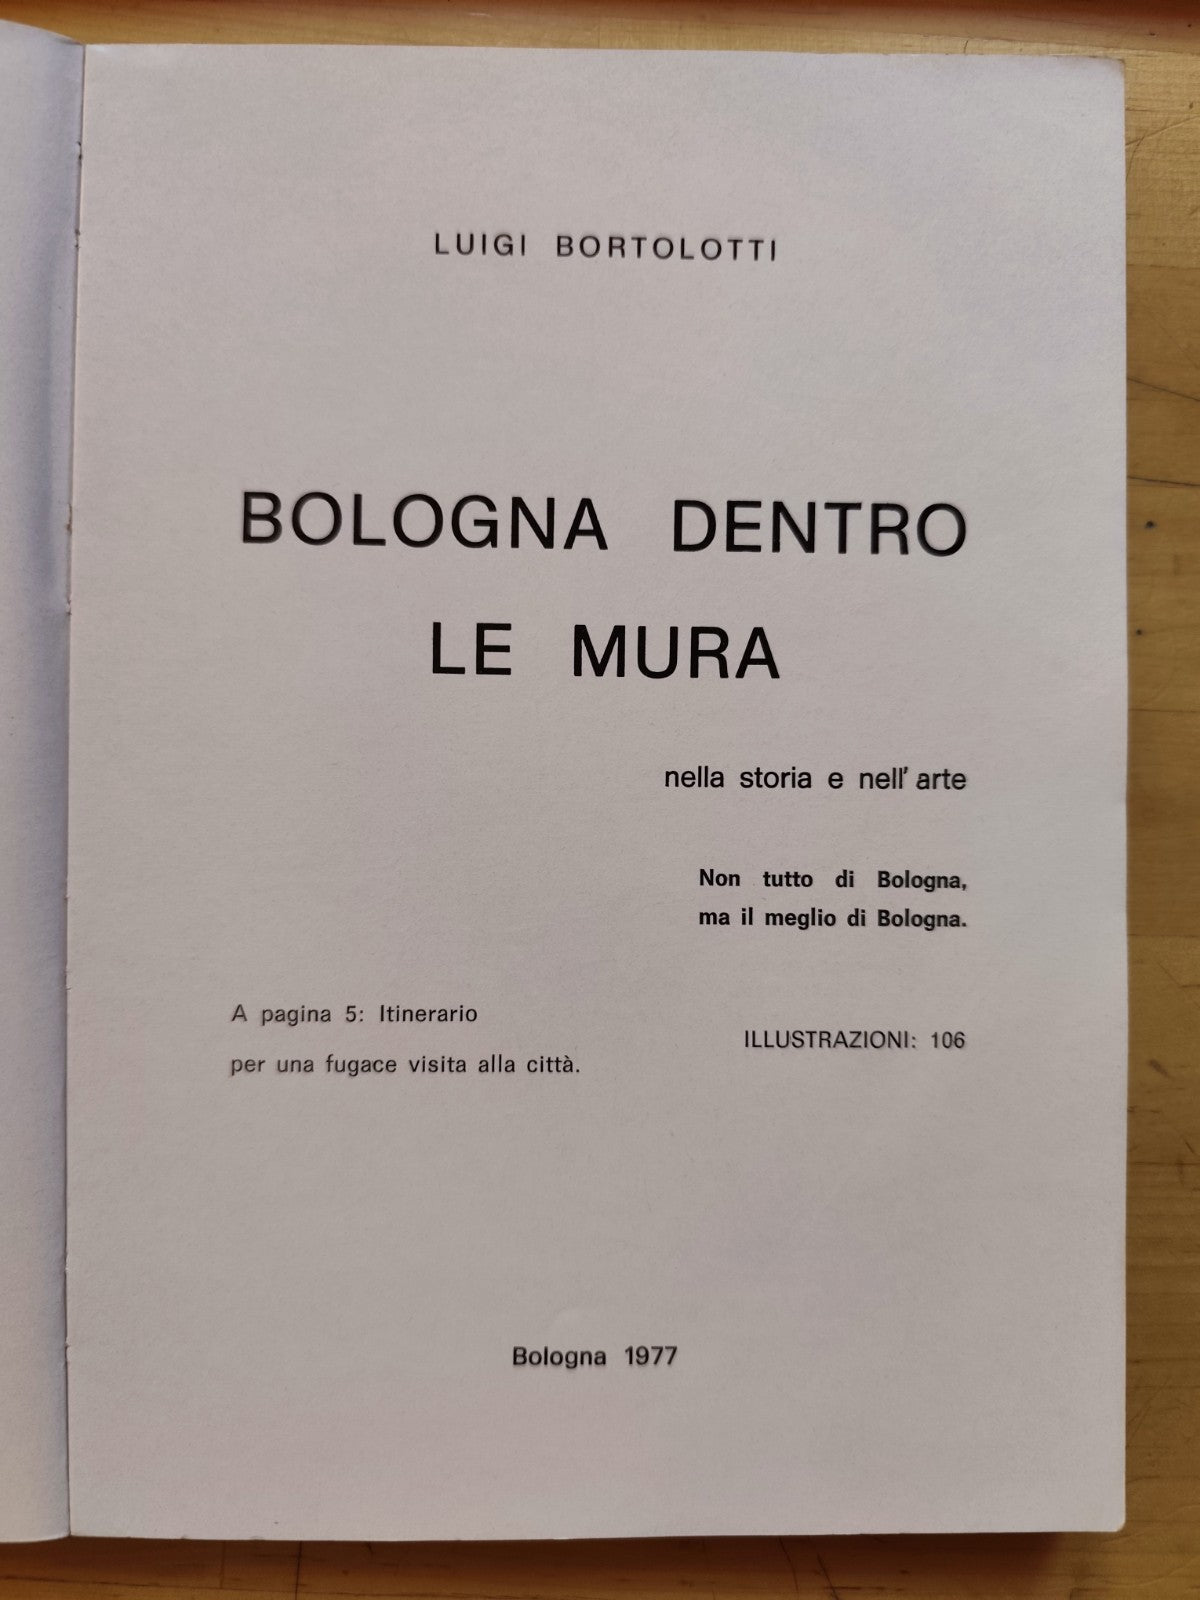 LUIGI BORTOLOTTI
BOLOGNA DENTRO
LE MURA
nella storia e nell' arte
Non tutto di Bologna,
ma il meglio di Bologna.
A pagina 5: Itinerario
per una fugace visita alla città.
ILLUSTRAZIONI: 106
Bologna 1977